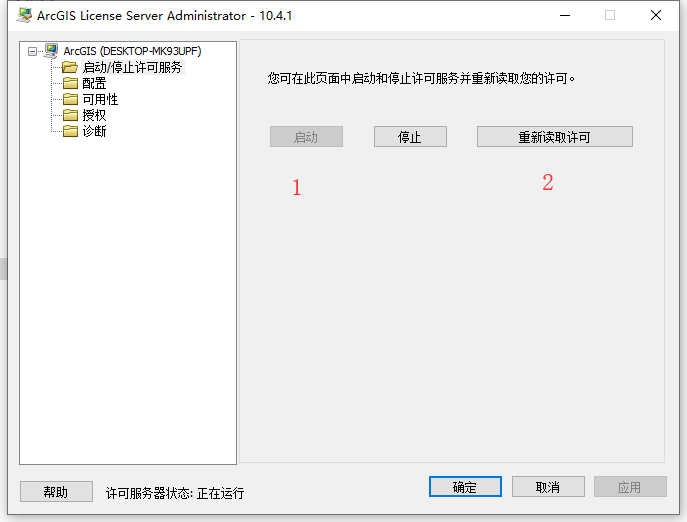 ArcGIS License Server Administrator - 10.4.1
ArcGIS (DESKTOP-MK93UPF)
启动/停止许可服务
配置
可用性
授权
诊断
您可在此页面中启动和停止许可服务并重新读取您的许可。
启动 停止 重新读取许可
1 2
帮助 许可服务器状态: 正在运行 确定 取消 应用